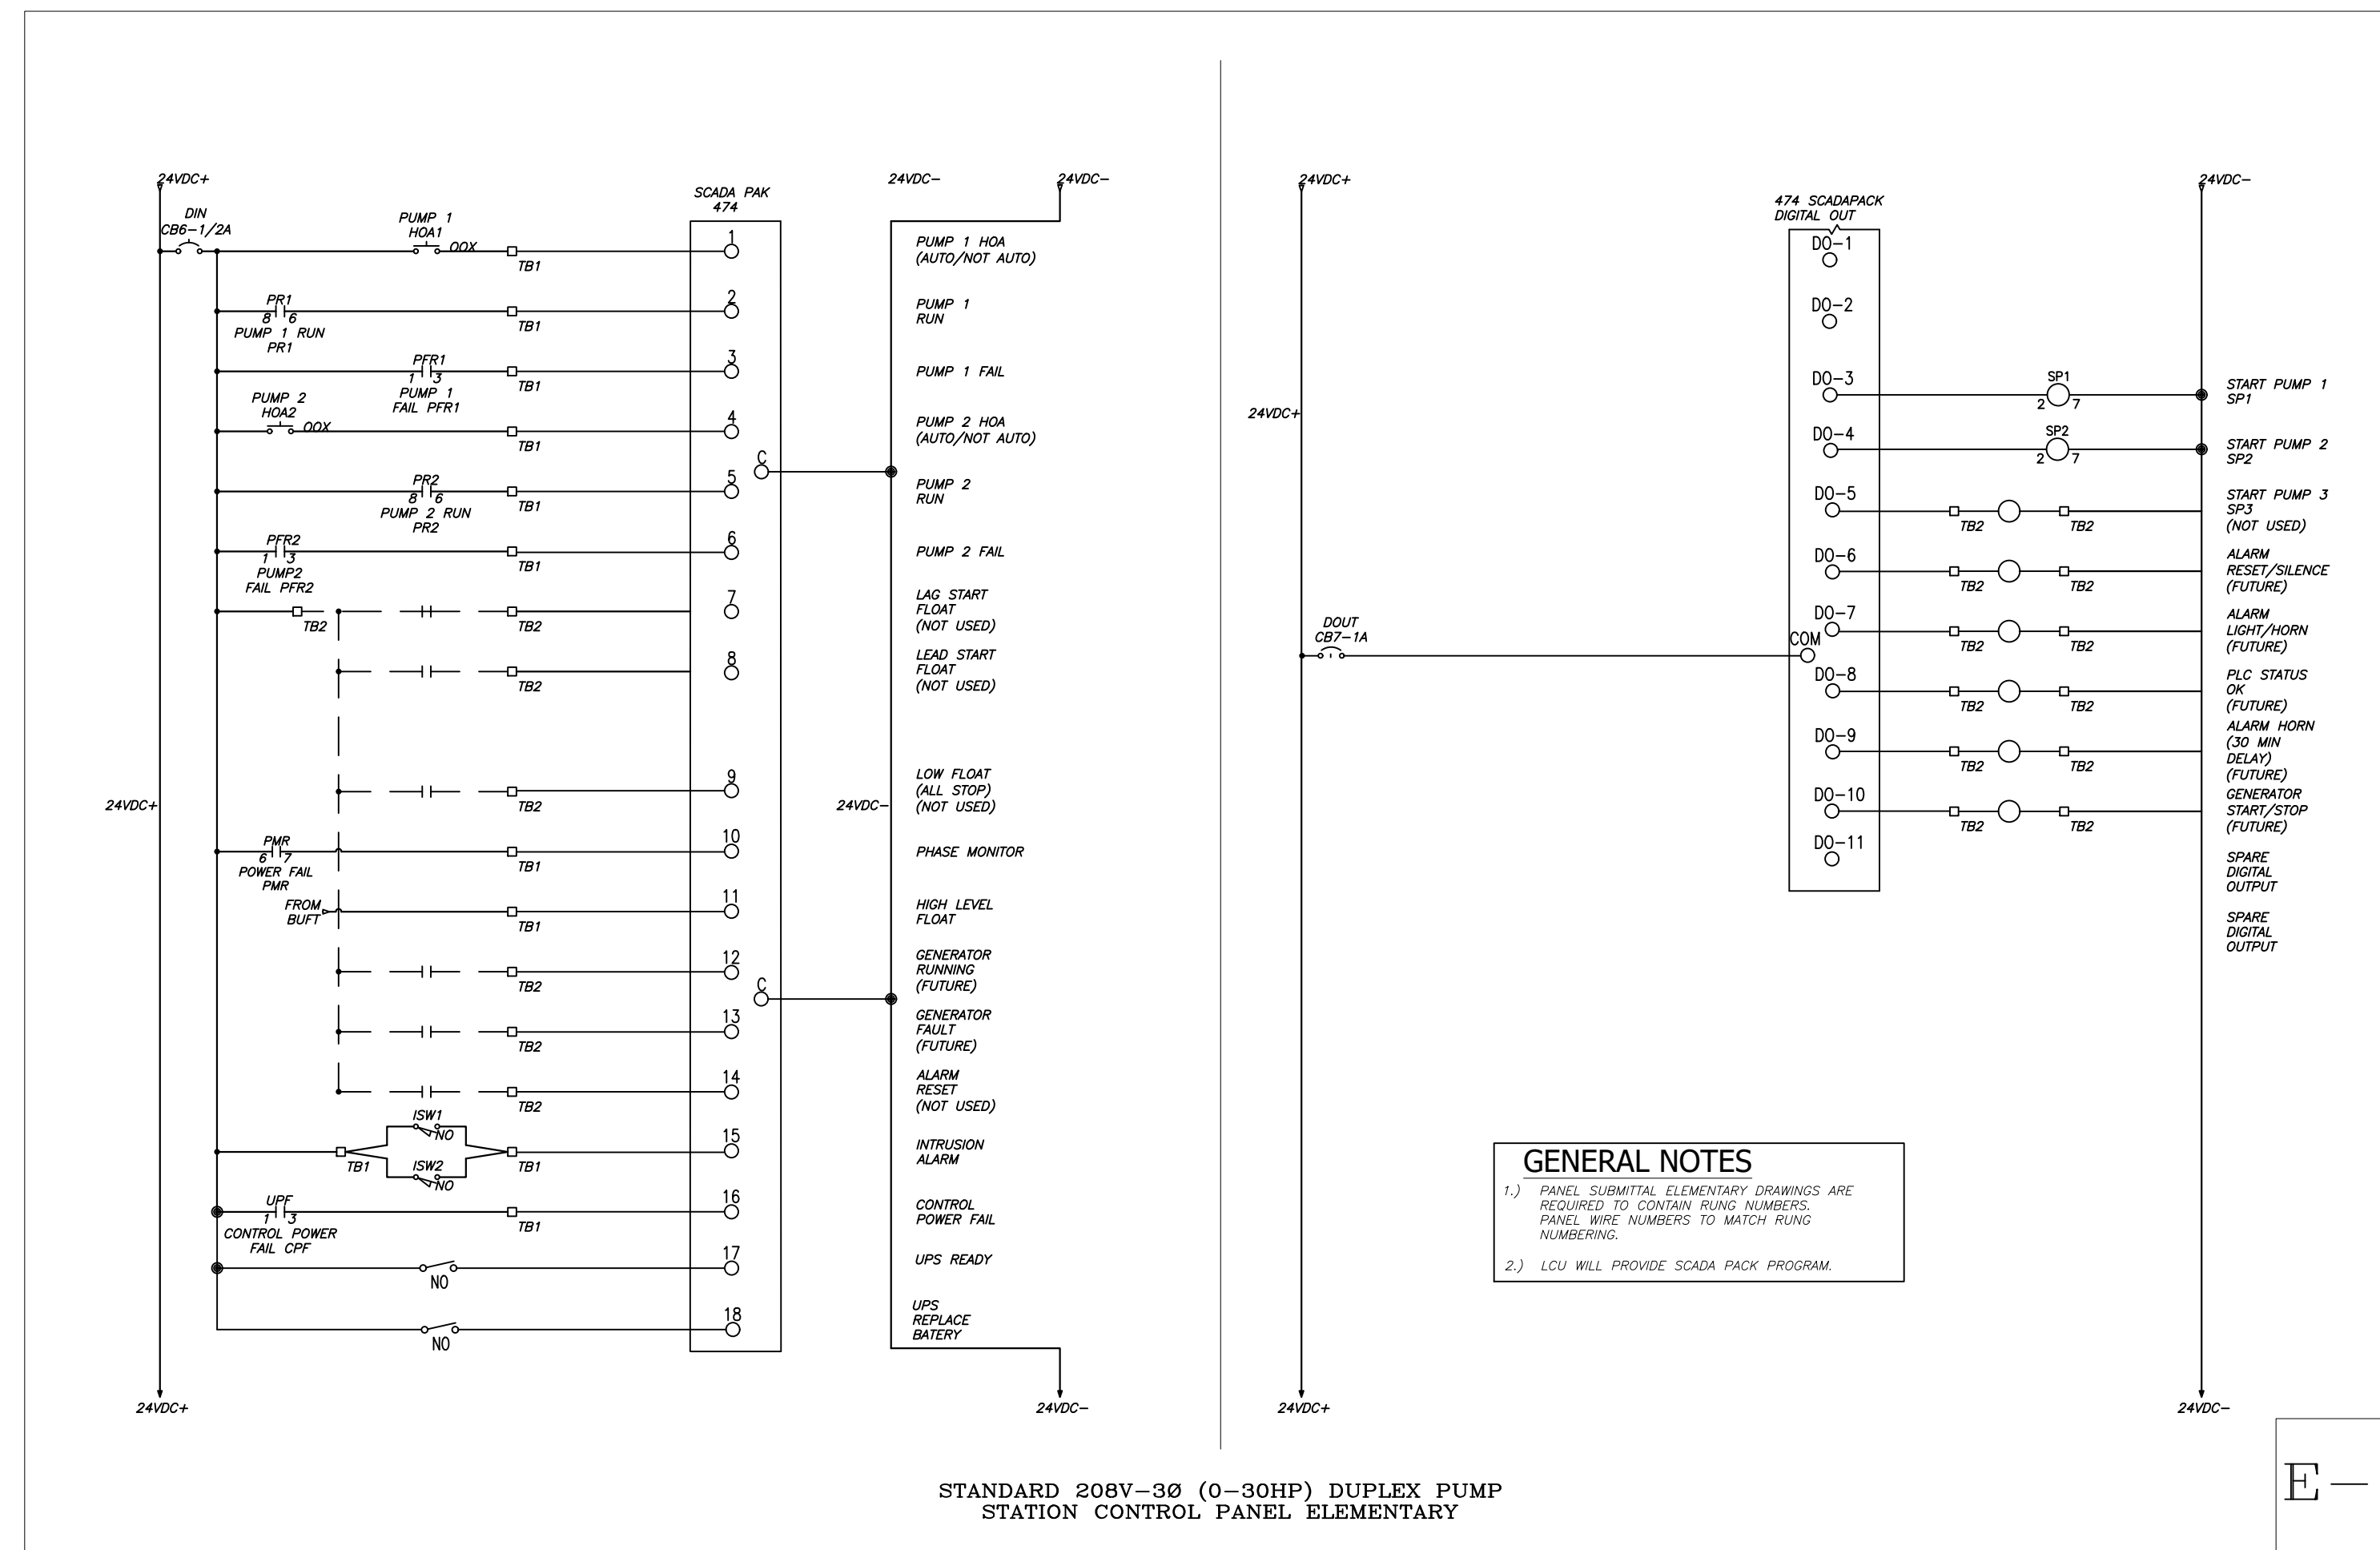 24VDC+
24VDC-
24VDC-
DIN
CB6-1/2A
PUMP 1
HOA1
OOX
TB1
SCADA PAK
474
1
PUMP 1 HOA
(AUTO/NOT AUTO)
PR1
8 6
PUMP 1 RUN
PR1
TB1
2
PUMP 1
RUN
PFR1
1 3
PUMP 1
FAIL PFR1
TB1
3
PUMP 1 FAIL
PUMP 2
HOA2
OOX
TB1
4
PUMP 2 HOA
(AUTO/NOT AUTO)
C
PR2
8 6
PUMP 2 RUN
PR2
TB1
5
PUMP 2
RUN
PFR2
1 3
PUMP2
FAIL PFR2
TB1
6
PUMP 2 FAIL
TB2
TB2
7
LAG START
FLOAT
(NOT USED)
TB2
8
LEAD START
FLOAT
(NOT USED)
24VDC+
TB2
9
24VDC-
LOW FLOAT
(ALL STOP)
(NOT USED)
PMR
6 7
POWER FAIL
PMR
TB1
10
PHASE MONITOR
FROM
BUFT
TB1
11
HIGH LEVEL
FLOAT
TB2
12
GENERATOR
RUNNING
(FUTURE)
C
TB2
13
GENERATOR
FAULT
(FUTURE)
TB2
14
ALARM
RESET
(NOT USED)
ISW1
NO
TB1
ISW2
NO
TB1
15
INTRUSION
ALARM
UPF
1 3
CONTROL POWER
FAIL CPF
TB1
16
CONTROL
POWER FAIL
NO
17
UPS READY
NO
18
UPS
REPLACE
BATERY
24VDC+
24VDC-
24VDC+
24VDC-
474 SCADAPACK
DIGITAL OUT
DO-1
DO-2
DO-3
SP1
2 7
START PUMP 1
SP1
24VDC+
DO-4
SP2
2 7
START PUMP 2
SP2
DO-5
TB2
TB2
START PUMP 3
SP3
(NOT USED)
DO-6
TB2
TB2
ALARM
RESET/SILENCE
(FUTURE)
DO-7
TB2
TB2
ALARM
LIGHT/HORN
(FUTURE)
DOUT
CB7-1A
COM
DO-8
TB2
TB2
PLC STATUS
OK
(FUTURE)
DO-9
TB2
TB2
ALARM HORN
(30 MIN
DELAY)
(FUTURE)
DO-10
TB2
TB2
GENERATOR
START/STOP
(FUTURE)
DO-11
SPARE
DIGITAL
OUTPUT
SPARE
DIGITAL
OUTPUT
GENERAL NOTES
1.) PANEL SUBMITTAL ELEMENTARY DRAWINGS ARE
REQUIRED TO CONTAIN RUNG NUMBERS.
PANEL WIRE NUMBERS TO MATCH RUNG
NUMBERING.
2.) LCU WILL PROVIDE SCADA PACK PROGRAM.
24VDC+
24VDC-
STANDARD 208V-3Ø (0-30HP) DUPLEX PUMP
STATION CONTROL PANEL ELEMENTARY
E-